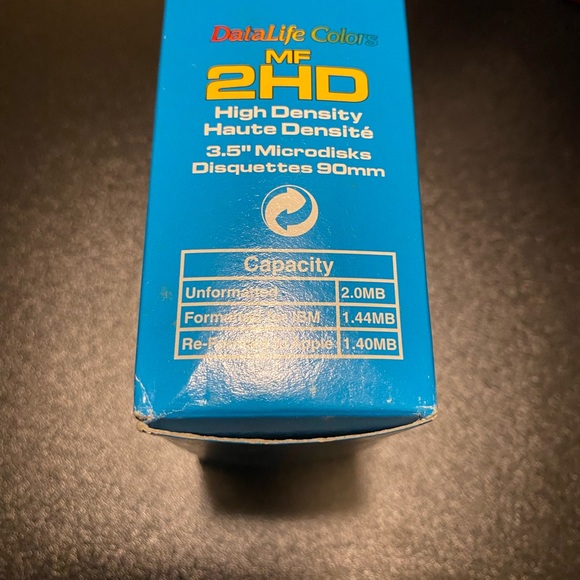 DataLife Colors
MF
2HD
High Density
Haute Densité
3.5" Microdisks
Disquettes 90mm
Capacity
Unformatted 2.0MB
Formatted IBM 1.44MB
Apple 1.40MB